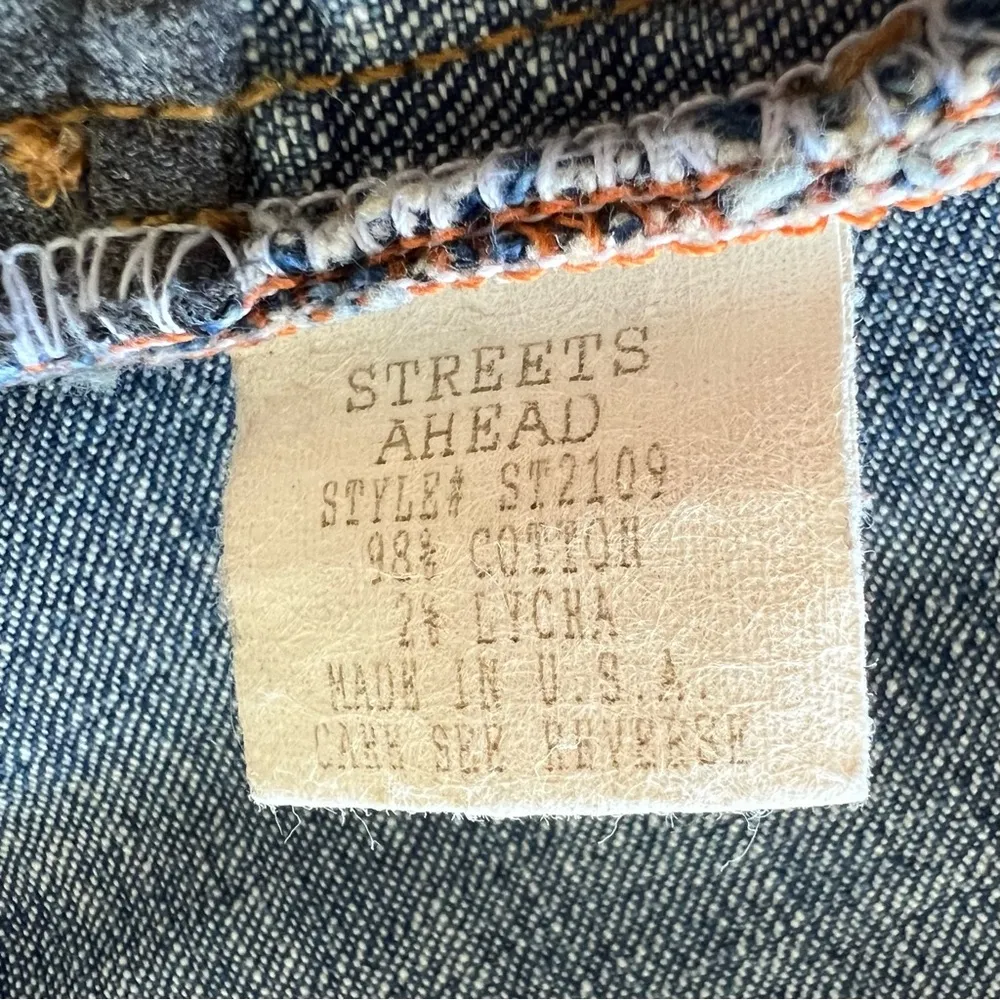 STREETS
AHEAD
STYLE# ST2109
98% COTTON
2% LYCRA
MADE IN U.S.A.
CARE SEE REVERSE